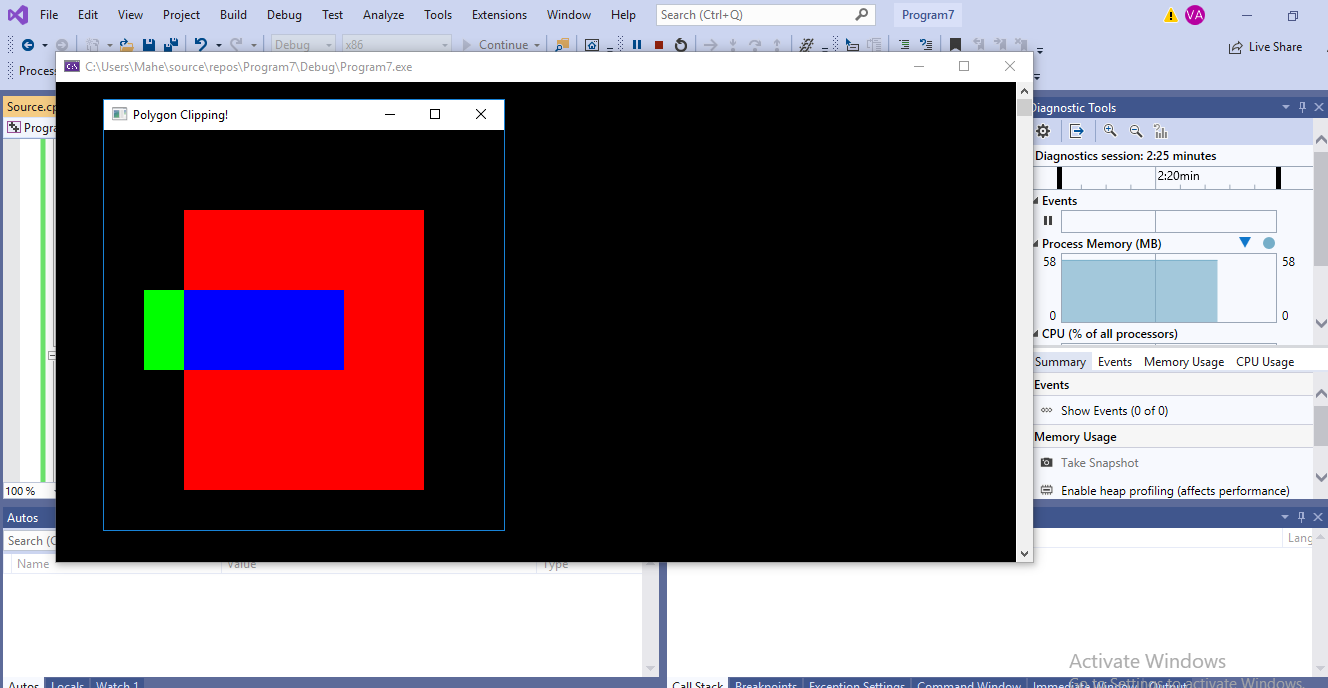 File Edit View Project Build Debug Test Analyze Tools Extensions Window Help Search (Ctrl+Q) Program7 VA
Debug x86 Continue Live Share
Process
C:\Users\Mahe\source\repos\Program7\Debug\Program7.exe
Source.cp
Progra
Polygon Clipping!
Diagnostic Tools
Diagnostics session: 2:25 minutes
2:20min
Events
Process Memory (MB)
58 58
0 0
CPU (% of all processors)
Summary Events Memory Usage CPU Usage
Events
Show Events (0 of 0)
Memory Usage
Take Snapshot
Enable heap profiling (affects performance)
100 %
Autos
Search (C
Lang
Name Value Type
Activate Windows
Go to Settings to activate Windows.
Autos Locals Watch 1
Call Stack Breakpoints Exception Settings Command Window Immediate Window Output